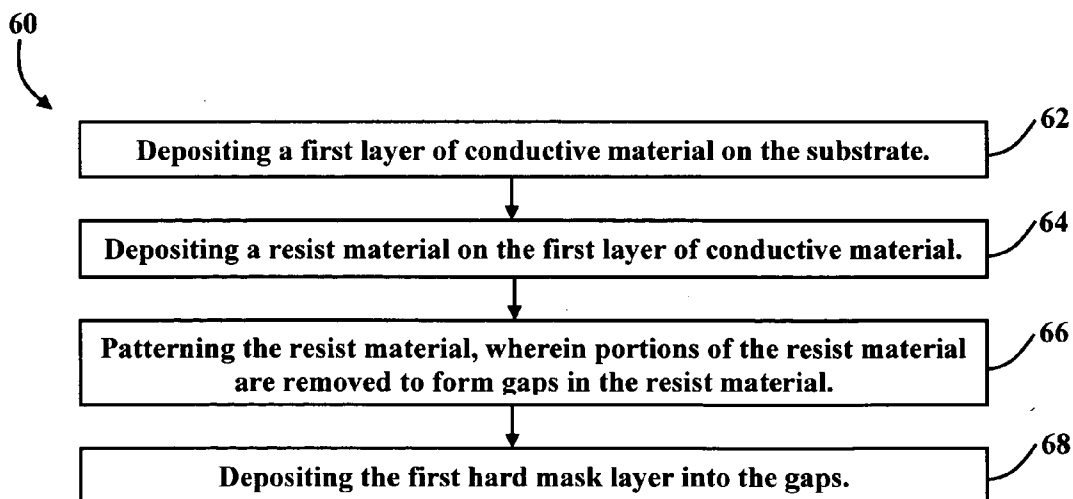 60
62
Depositing a first layer of conductive material on the substrate.
64
Depositing a resist material on the first layer of conductive material.
66
Patterning the resist material, wherein portions of the resist material
are removed to form gaps in the resist material.
68
Depositing the first hard mask layer into the gaps.